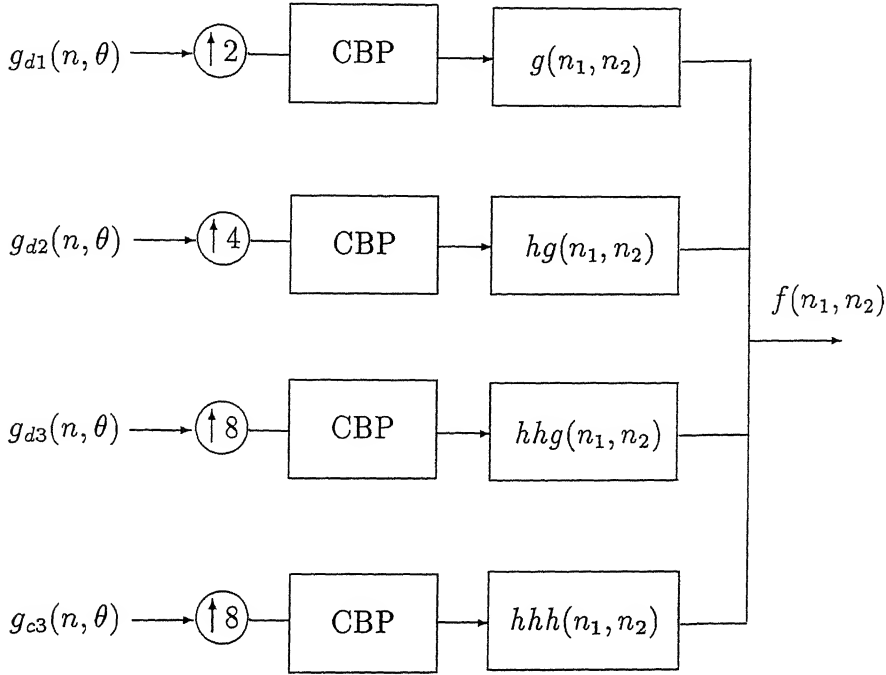 g_{d1}(n, θ) ↑2 CBP g(n_1, n_2)
g_{d2}(n, θ) ↑4 CBP hg(n_1, n_2)
f(n_1, n_2)
g_{d3}(n, θ) ↑8 CBP hhg(n_1, n_2)
g_{c3}(n, θ) ↑8 CBP hhh(n_1, n_2)